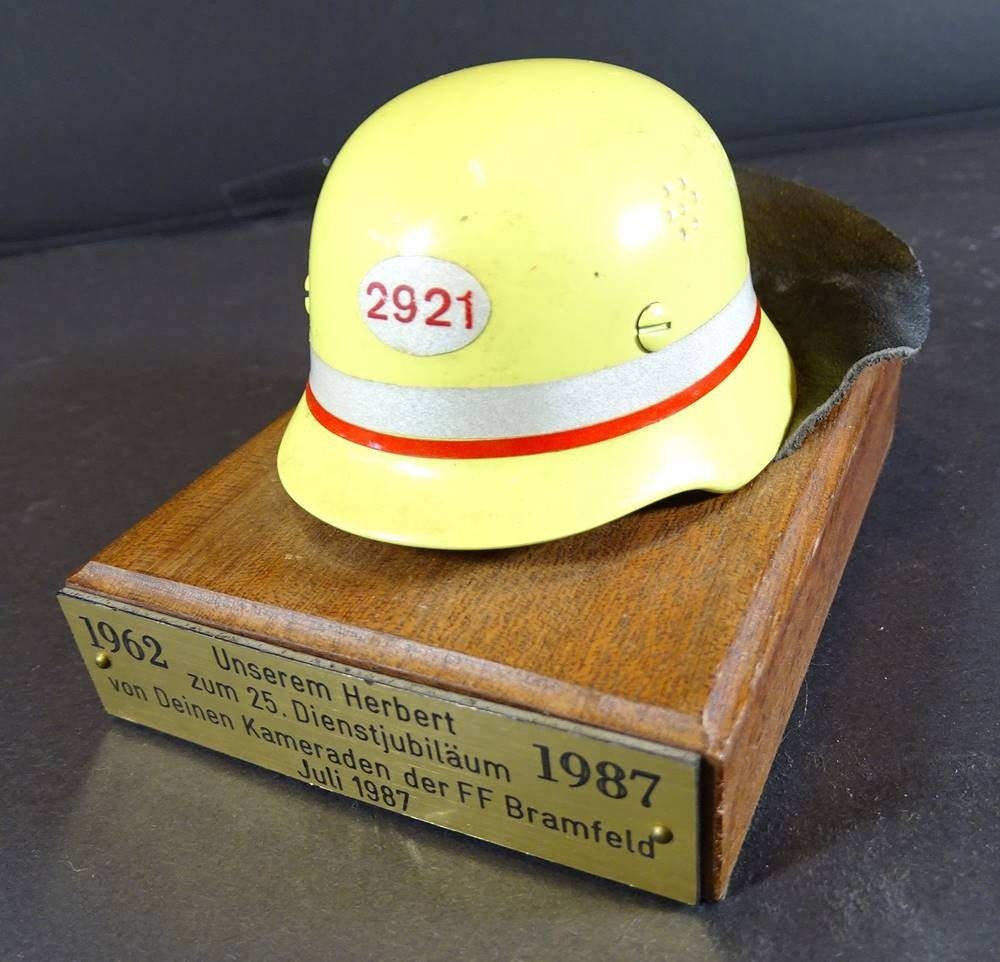 2921
1962
Unserem Herbert
zum 25. Dienstjubiläum
von Deinen Kameraden der FF Bramfeld
Juli 1987
1987